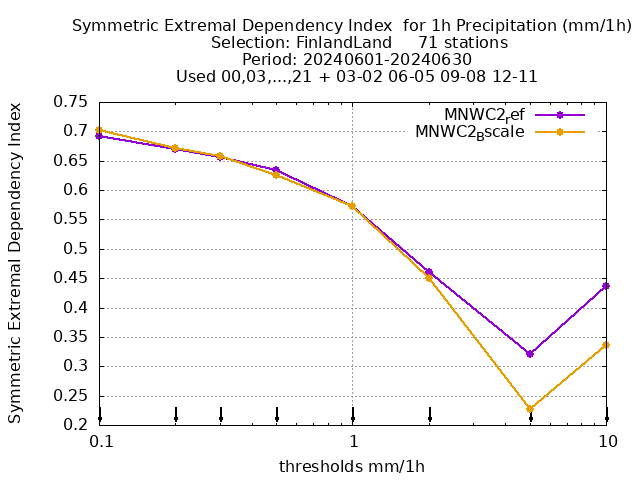 Symmetric Extremal Dependency Index  for 1h Precipitation (mm/1h)
Selection: FinlandLand     71 stations
Period: 20240601-20240630
Used 00,03,...,21 + 03-02 06-05 09-08 12-11
Symmetric Extremal Dependency Index
0.75
0.7
0.65
0.6
0.55
0.5
0.45
0.4
0.35
0.3
0.25
0.2
MNWC2ref
MNWC2Bscale
0.1
1
10
thresholds mm/1h